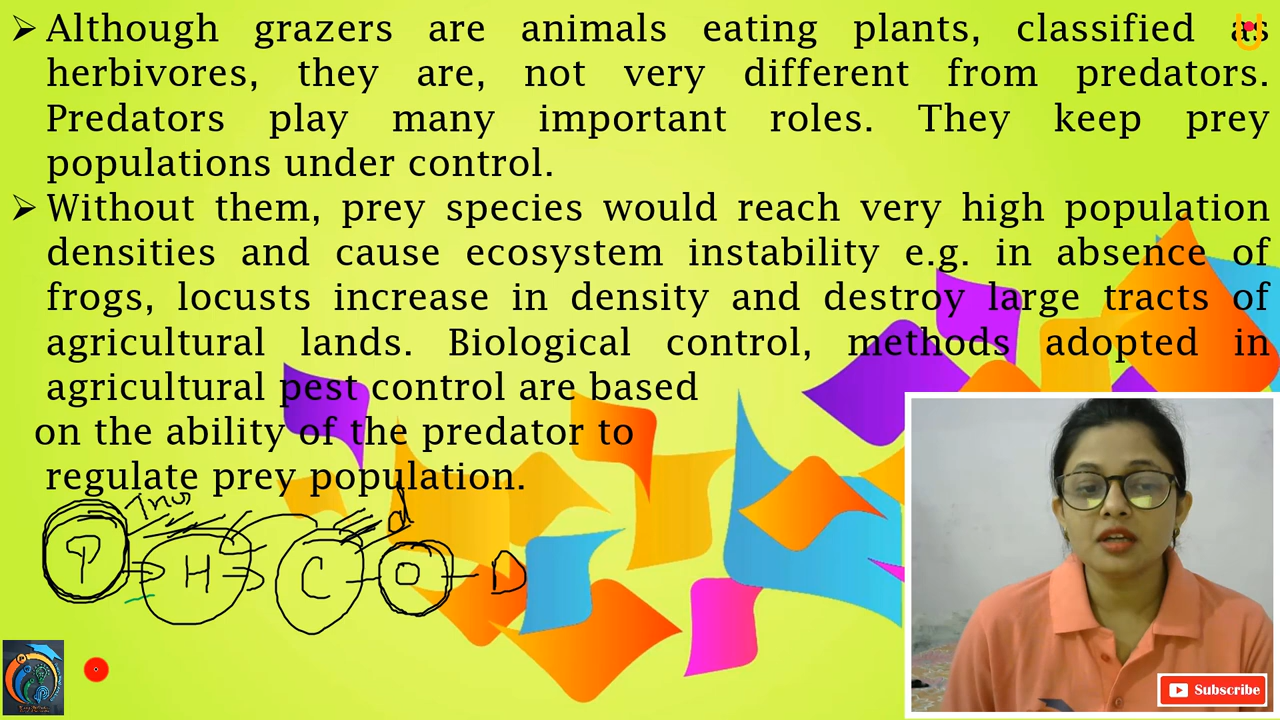 ➢ Although grazers are animals eating plants, classified as
herbivores, they are, not very different from predators.
Predators play many important roles. They keep prey
populations under control.
➢ Without them, prey species would reach very high population
densities and cause ecosystem instability e.g. in absence of
frogs, locusts increase in density and destroy large tracts of
agricultural lands. Biological control, methods adopted in
agricultural pest control are based
on the ability of the predator to
regulate prey population.
d
P H C O D
Subscribe